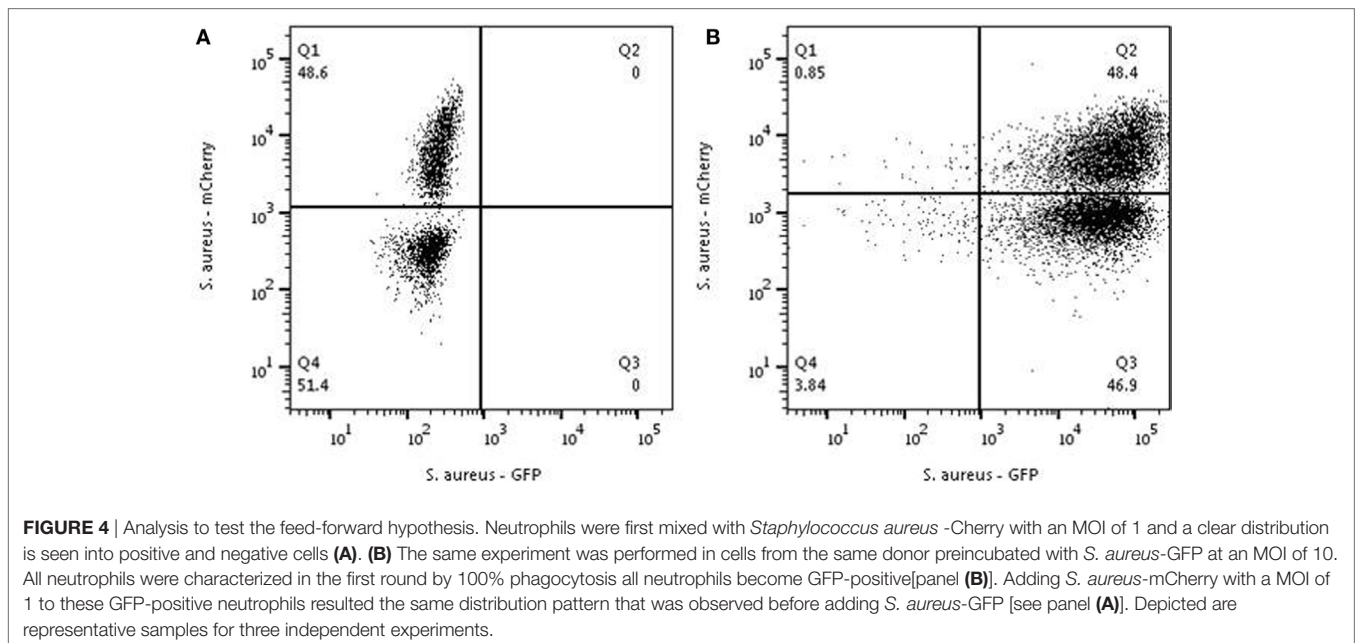 A
Q1
48.6
Q2
0
10^5
10^4
10^3
10^2
10^1
S. aureus - mCherry
Q4
51.4
Q3
0
10^1 10^2 10^3 10^4 10^5
S. aureus - GFP
B
Q1
0.85
Q2
48.4
10^5
10^4
10^3
10^2
10^1
S. aureus - mCherry
Q4
3.84
Q3
46.9
10^1 10^2 10^3 10^4 10^5
S. aureus - GFP
FIGURE 4 | Analysis to test the feed-forward hypothesis. Neutrophils were first mixed with Staphylococcus aureus -Cherry with an MOI of 1 and a clear distribution
is seen into positive and negative cells (A). (B) The same experiment was performed in cells from the same donor preincubated with S. aureus-GFP at an MOI of 10.
All neutrophils were characterized in the first round by 100% phagocytosis all neutrophils become GFP-positive[panel (B)]. Adding S. aureus-mCherry with a MOI of
1 to these GFP-positive neutrophils resulted the same distribution pattern that was observed before adding S. aureus-GFP [see panel (A)]. Depicted are
representative samples for three independent experiments.